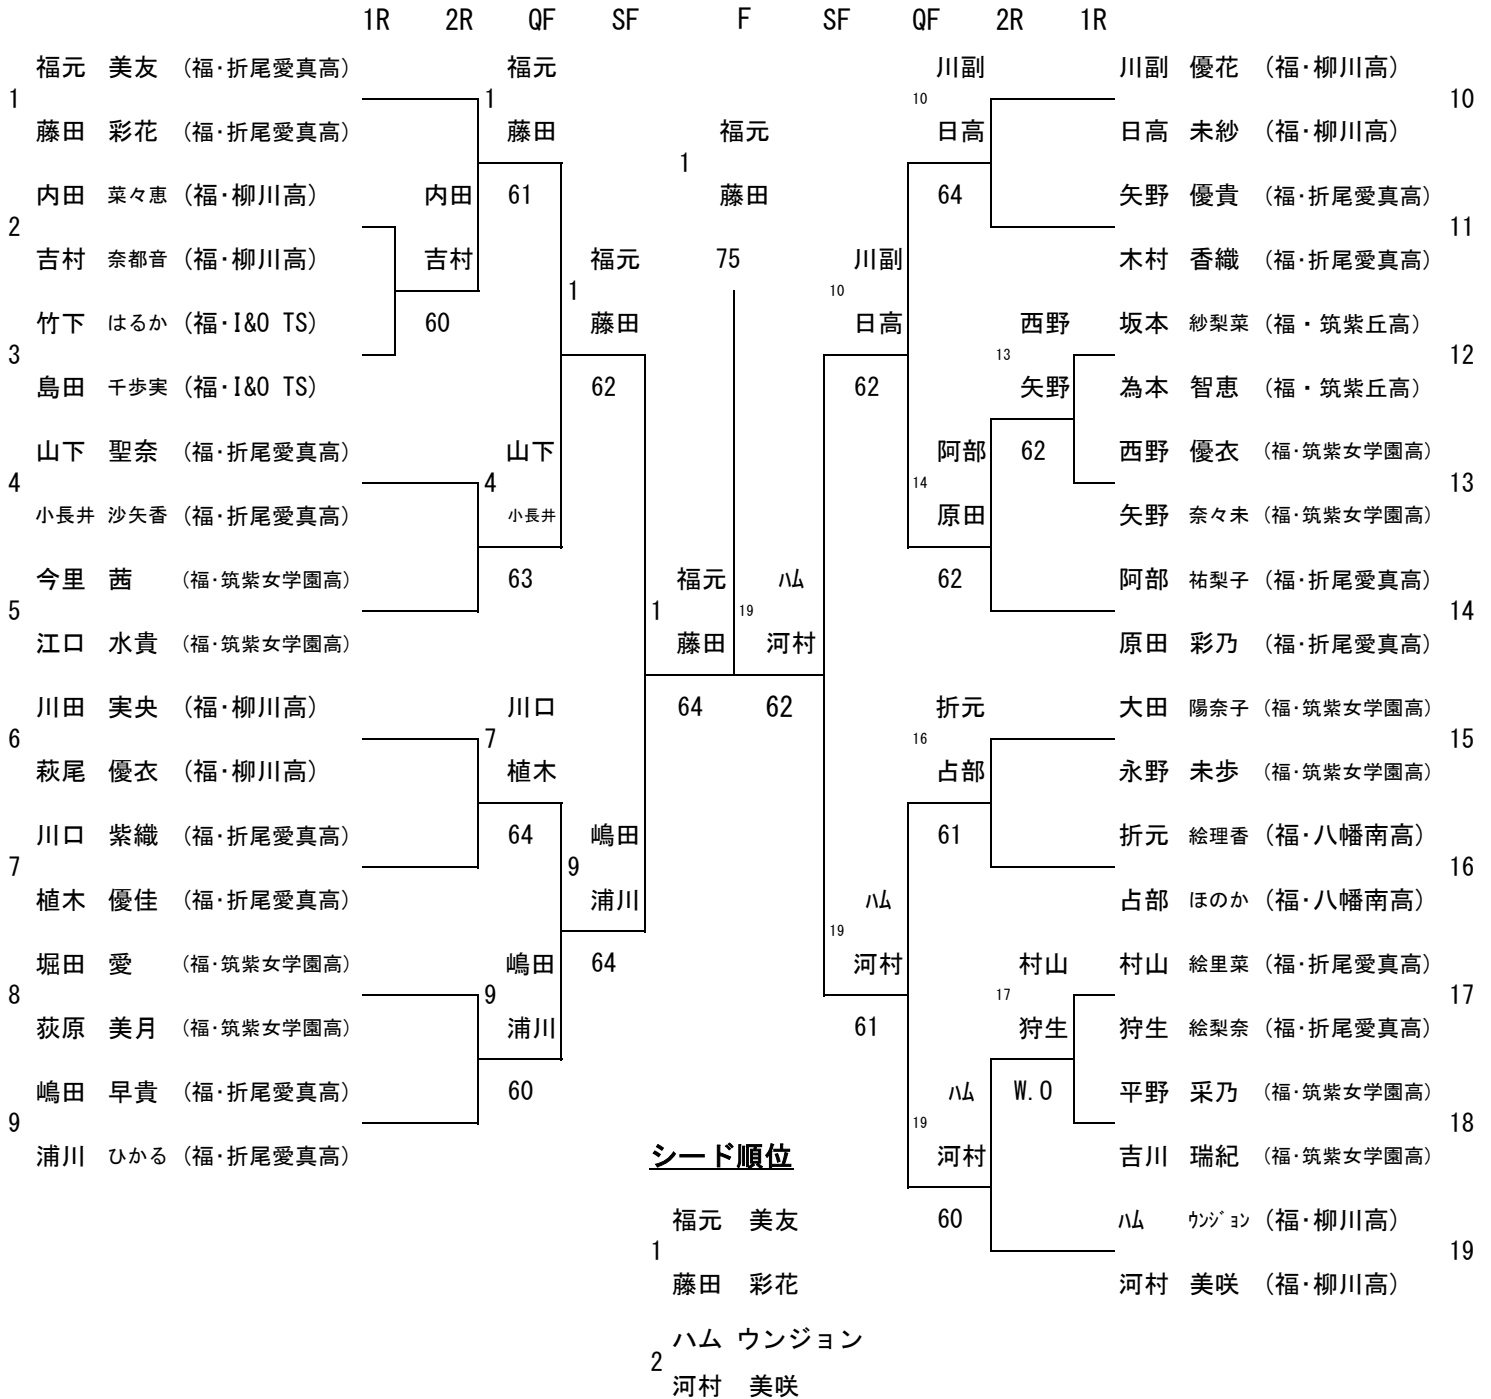 1R 2R QF SF F SF QF 2R 1R
福元 美友 (福・折尾愛真高) 福元 川副 川副 優花 (福・柳川高)
1 1 10 10
藤田 彩花 (福・折尾愛真高) 藤田 福元 日高 日高 未紗 (福・柳川高)
1
内田 菜々恵 (福・柳川高) 内田 61 藤田 64 矢野 優貴 (福・折尾愛真高)
2 11
吉村 奈都音 (福・柳川高) 吉村 福元 75 川副 木村 香織 (福・折尾愛真高)
1 10
竹下 はるか (福・I&O TS) 60 藤田 日高 西野 坂本 紗梨菜 (福・筑紫丘高)
3 13 12
島田 千歩実 (福・I&O TS) 62 62 矢野 為本 智恵 (福・筑紫丘高)
山下 聖奈 (福・折尾愛真高) 山下 阿部 62 西野 優衣 (福・筑紫女学園高)
4 4 14 13
小長井 沙矢香 (福・折尾愛真高) 小長井 原田 矢野 奈々未 (福・筑紫女学園高)
今里 茜 (福・筑紫女学園高) 63 福元 ハム 62 阿部 祐梨子 (福・折尾愛真高)
5 1 19 14
江口 水貴 (福・筑紫女学園高) 藤田 河村 原田 彩乃 (福・折尾愛真高)
川田 実央 (福・柳川高) 川口 64 62 折元 大田 陽奈子 (福・筑紫女学園高)
6 7 16 15
萩尾 優衣 (福・柳川高) 植木 占部 永野 未歩 (福・筑紫女学園高)
川口 紫織 (福・折尾愛真高) 64 嶋田 61 折元 絵理香 (福・八幡南高)
7 9 16
植木 優佳 (福・折尾愛真高) 浦川 ハム 占部 ほのか (福・八幡南高)
19
堀田 愛 (福・筑紫女学園高) 嶋田 64 河村 村山 村山 絵里菜 (福・折尾愛真高)
8 9 17 17
荻原 美月 (福・筑紫女学園高) 浦川 61 狩生 狩生 絵梨奈 (福・折尾愛真高)
嶋田 早貴 (福・折尾愛真高) 60 ハム W.O 平野 采乃 (福・筑紫女学園高)
9 19 18
浦川 ひかる (福・折尾愛真高) シード順位 河村 吉川 瑞紀 (福・筑紫女学園高)
福元 美友 60 ハム ウンジョン (福・柳川高)
1 19
藤田 彩花 河村 美咲 (福・柳川高)
ハム ウンジョン
2
河村 美咲